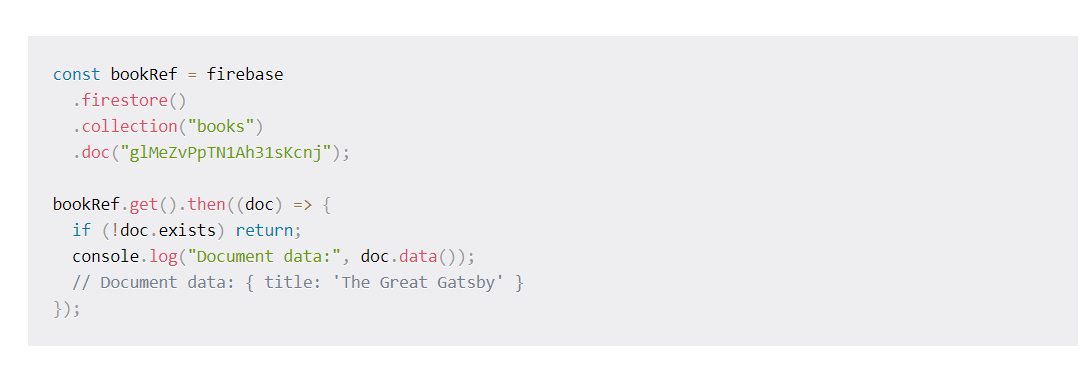 const bookRef = firebase
  .firestore()
  .collection("books")
  .doc("glMeZvPpTN1Ah31sKcnj");

bookRef.get().then((doc) => {
  if (!doc.exists) return;
  console.log("Document data:", doc.data());
  // Document data: { title: 'The Great Gatsby' }
});